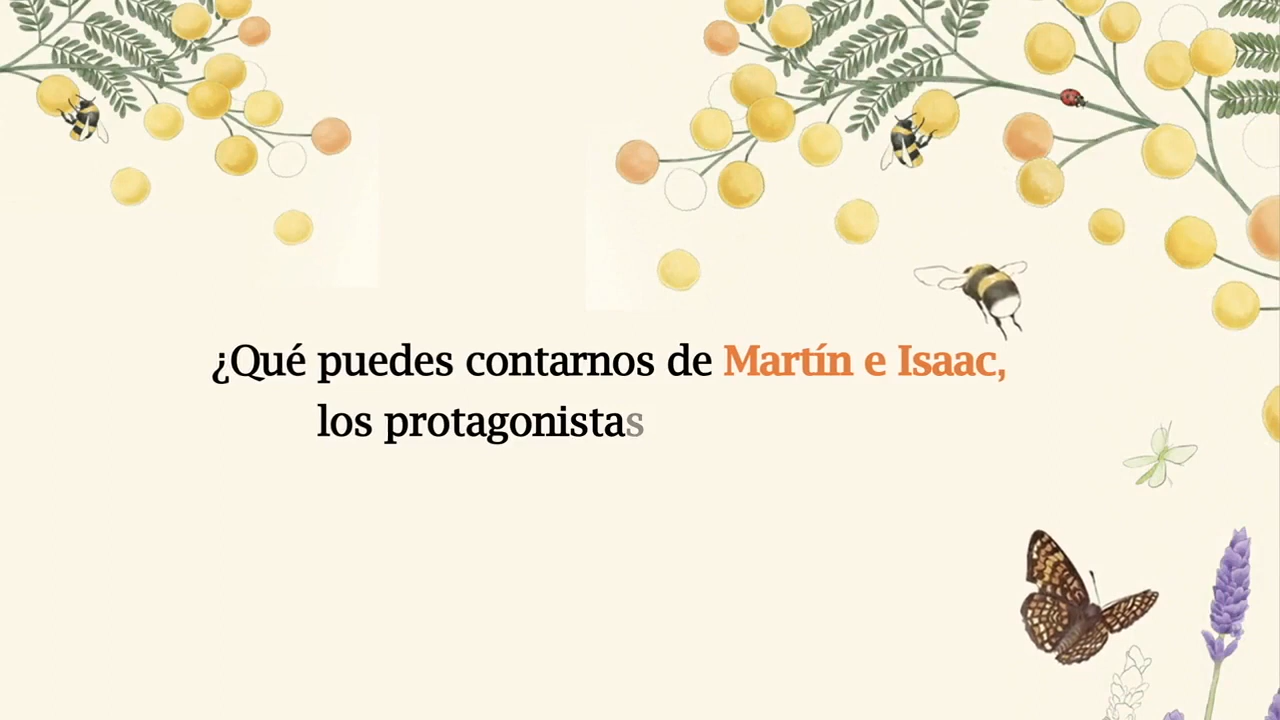 ¿Qué puedes contarnos de Martín e Isaac,
los protagonistas